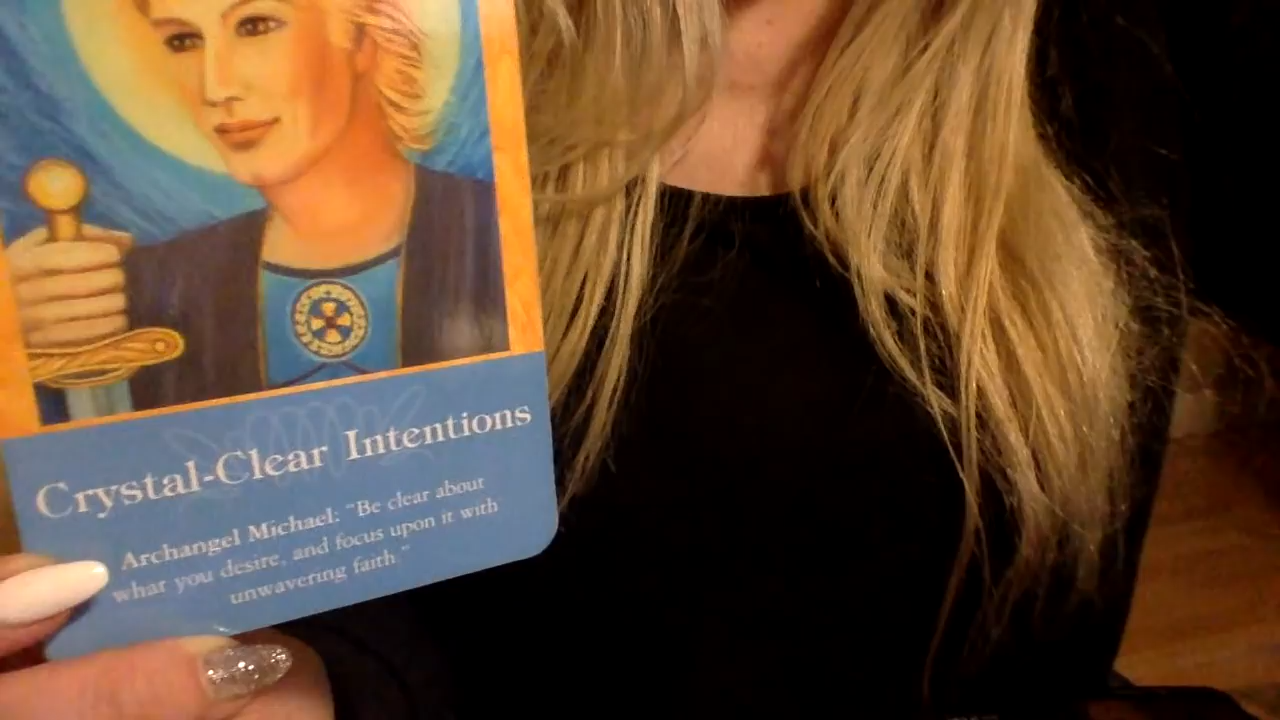 Crystal-Clear Intentions
Archangel Michael: "Be clear about
what you desire, and focus upon it with
unwavering faith."